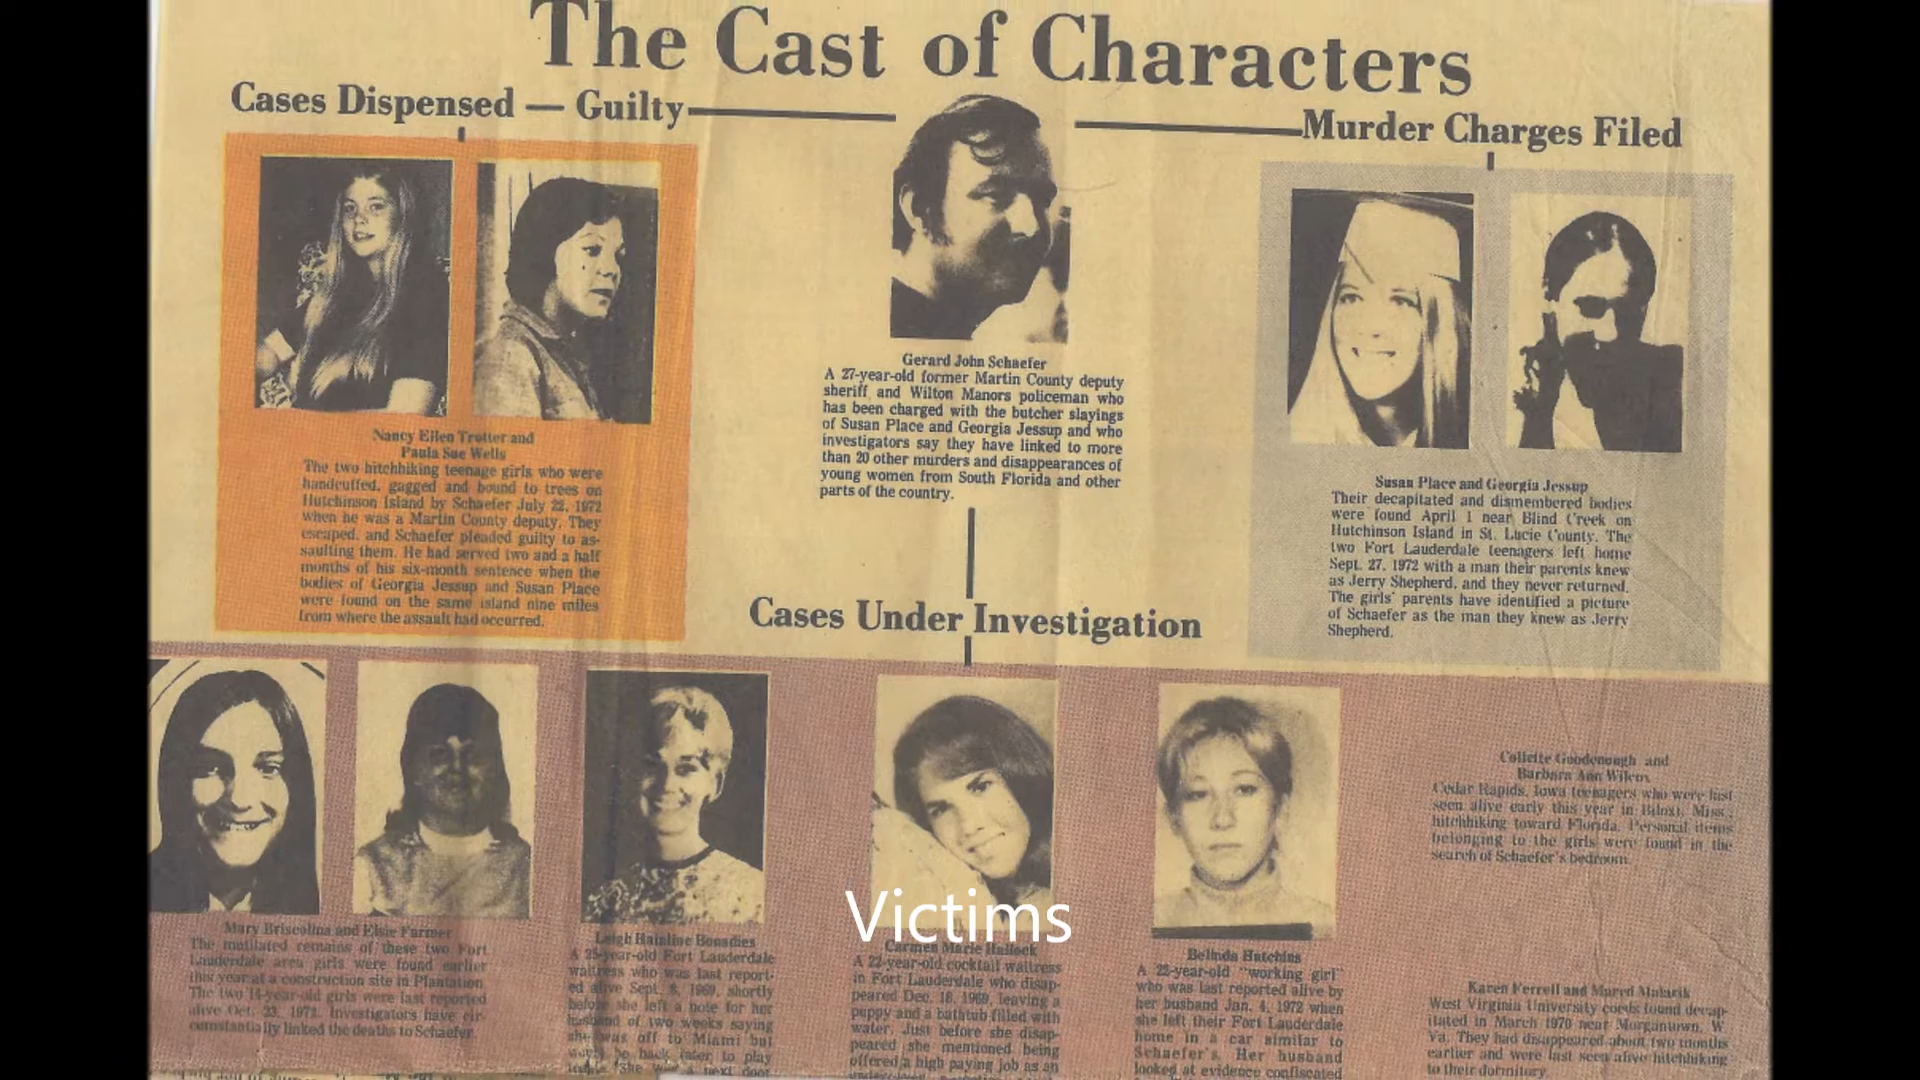 The Cast of Characters
Cases Dispensed — Guilty
Murder Charges Filed
Nancy Ellen Trotter and
Paula Sue Wells
The two hitchhiking teenage girls who were
handcuffed, gagged and bound to trees on
Hutchinson Island by Schaefer July 22, 1972
when he was a Martin County deputy. They
escaped, and Schaefer pleaded guilty to as-
saulting them. He had served two and a half
months of his six-month sentence when the
bodies of Georgia Jessup and Susan Place
were found on the same island nine miles
from where the assault had occurred.
Gerard John Schaefer
A 27-year-old former Martin County deputy
sheriff and Wilton Manors policeman who
has been charged with the butcher slayings
of Susan Place and Georgia Jessup and who
investigators say they have linked to more
than 20 other murders and disappearances of
young women from South Florida and other
parts of the country.
Susan Place and Georgia Jessup
Their decapitated and dismembered bodies
were found April 1 near Blind Creek on
Hutchinson Island in St. Lucie County. The
two Fort Lauderdale teenagers left home
Sept. 27, 1972 with a man their parents knew
as Jerry Shepherd, and they never returned.
The girls' parents have identified a picture
of Schaefer as the man they knew as Jerry
Shepherd.
Cases Under Investigation
Mary Briscolina and Elsie Farmer
The mutilated remains of these two Fort
Lauderdale area girls were found earlier
this year at a construction site in Plantation.
The two 14-year-old girls were last reported
alive Oct. 23, 1972. Investigators have cir-
cumstantially linked the deaths to Schaefer.
Leigh Hainline Bonadies
A 25-year-old Fort Lauderdale
waitress who was last report-
ed alive Sept. 8, 1969, shortly
before she left a note for her
husband of two weeks saying
she was off to Miami but
would be back later to play
She was a next door
Victims
Carmen Marie Hallock
A 22-year-old cocktail waitress
in Fort Lauderdale who disap-
peared Dec. 18, 1969, leaving a
puppy and a bathtub filled with
water. Just before she disap-
peared she mentioned being
offered a high paying job as an
Belinda Hutchins
A 22-year-old "working girl"
who was last reported alive by
her husband Jan. 4, 1972 when
she left their Fort Lauderdale
home in a car similar to
Schaefer's. Her husband
looked at evidence confiscated
Collette Goodenough and
Barbara Ann Wilcox
Cedar Rapids, Iowa teenagers who were last
seen alive early this year in Biloxi, Miss.,
hitchhiking toward Florida. Personal items
belonging to the girls were found in the
search of Schaefer's bedroom.
Karen Ferrell and Mared Malarik
West Virginia University coeds found decap-
itated in March 1970 near Morgantown, W.
Va. They had disappeared about two months
earlier and were last seen alive hitchhiking
to their dormitory.